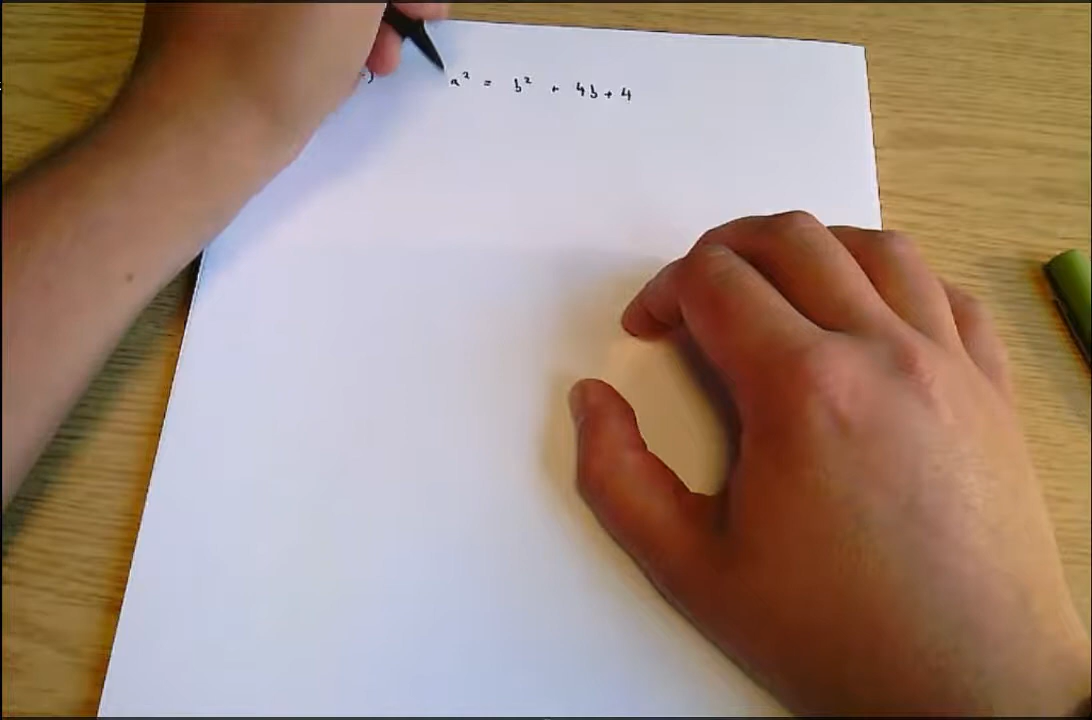 a² = b² + 4b + 4